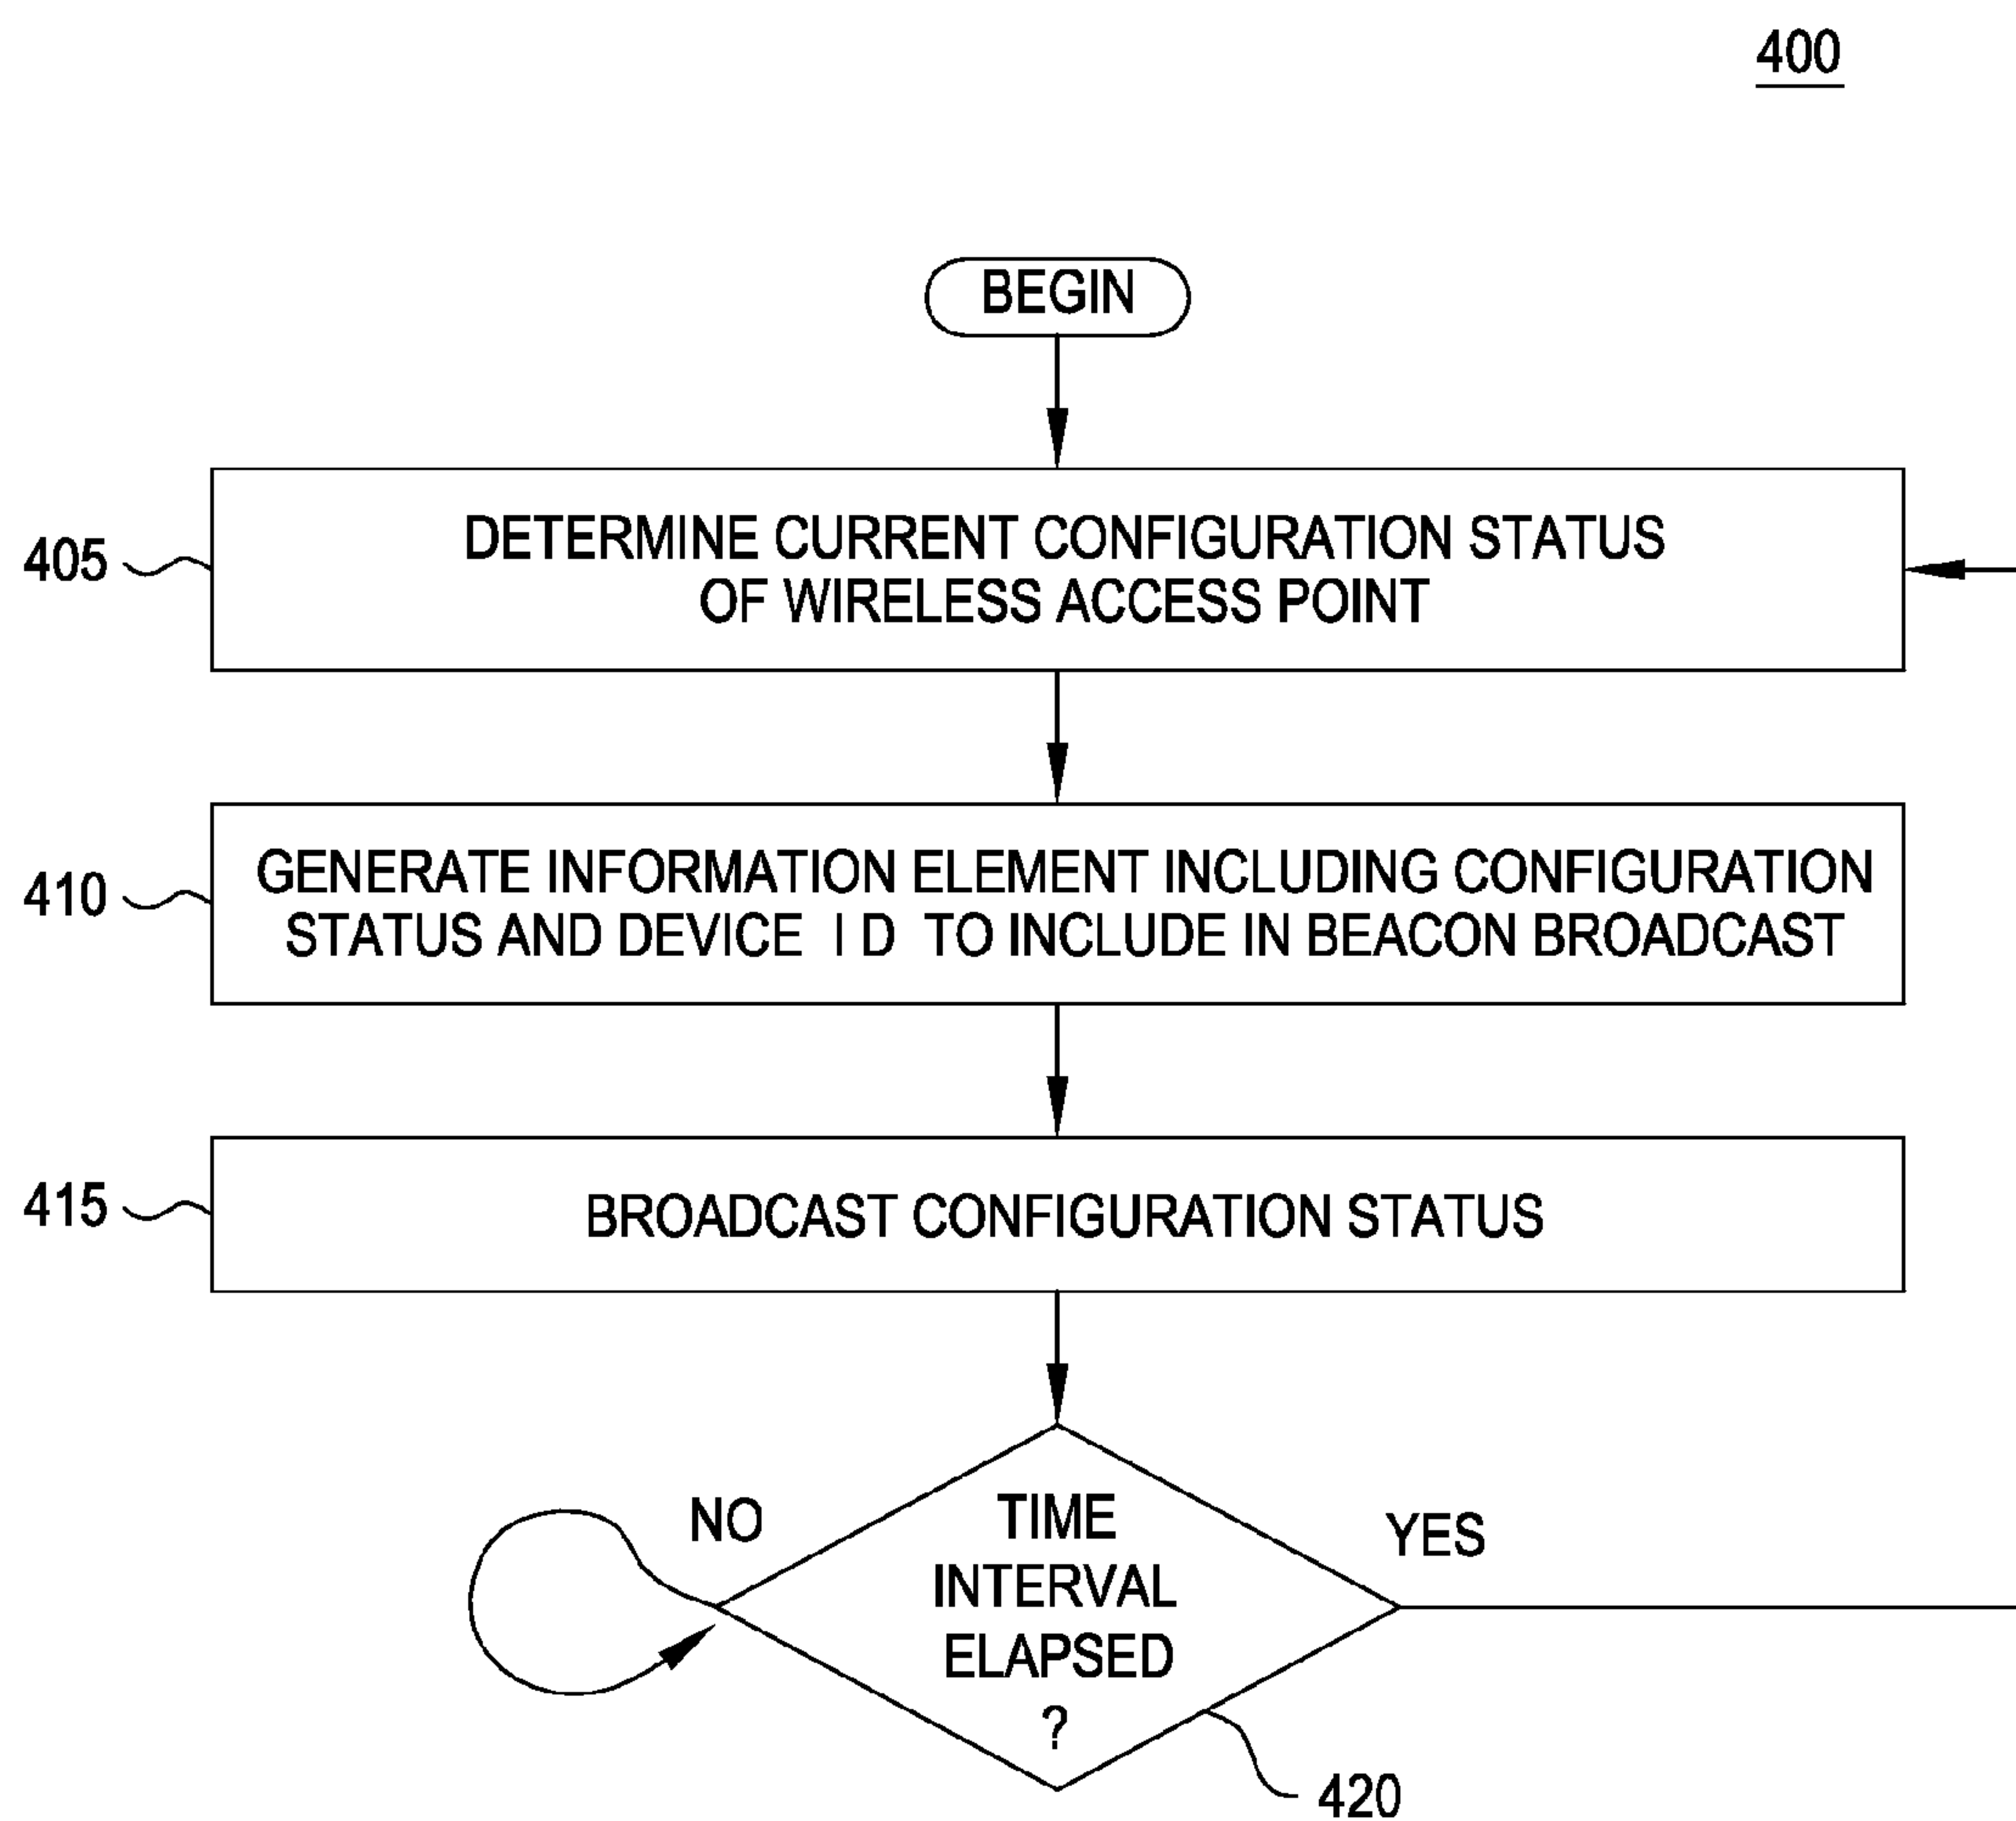 400
BEGIN
405
DETERMINE CURRENT CONFIGURATION STATUS
OF WIRELESS ACCESS POINT
410
GENERATE INFORMATION ELEMENT INCLUDING CONFIGURATION
STATUS AND DEVICE I D TO INCLUDE IN BEACON BROADCAST
415
BROADCAST CONFIGURATION STATUS
NO
TIME
INTERVAL
ELAPSED
?
YES
420